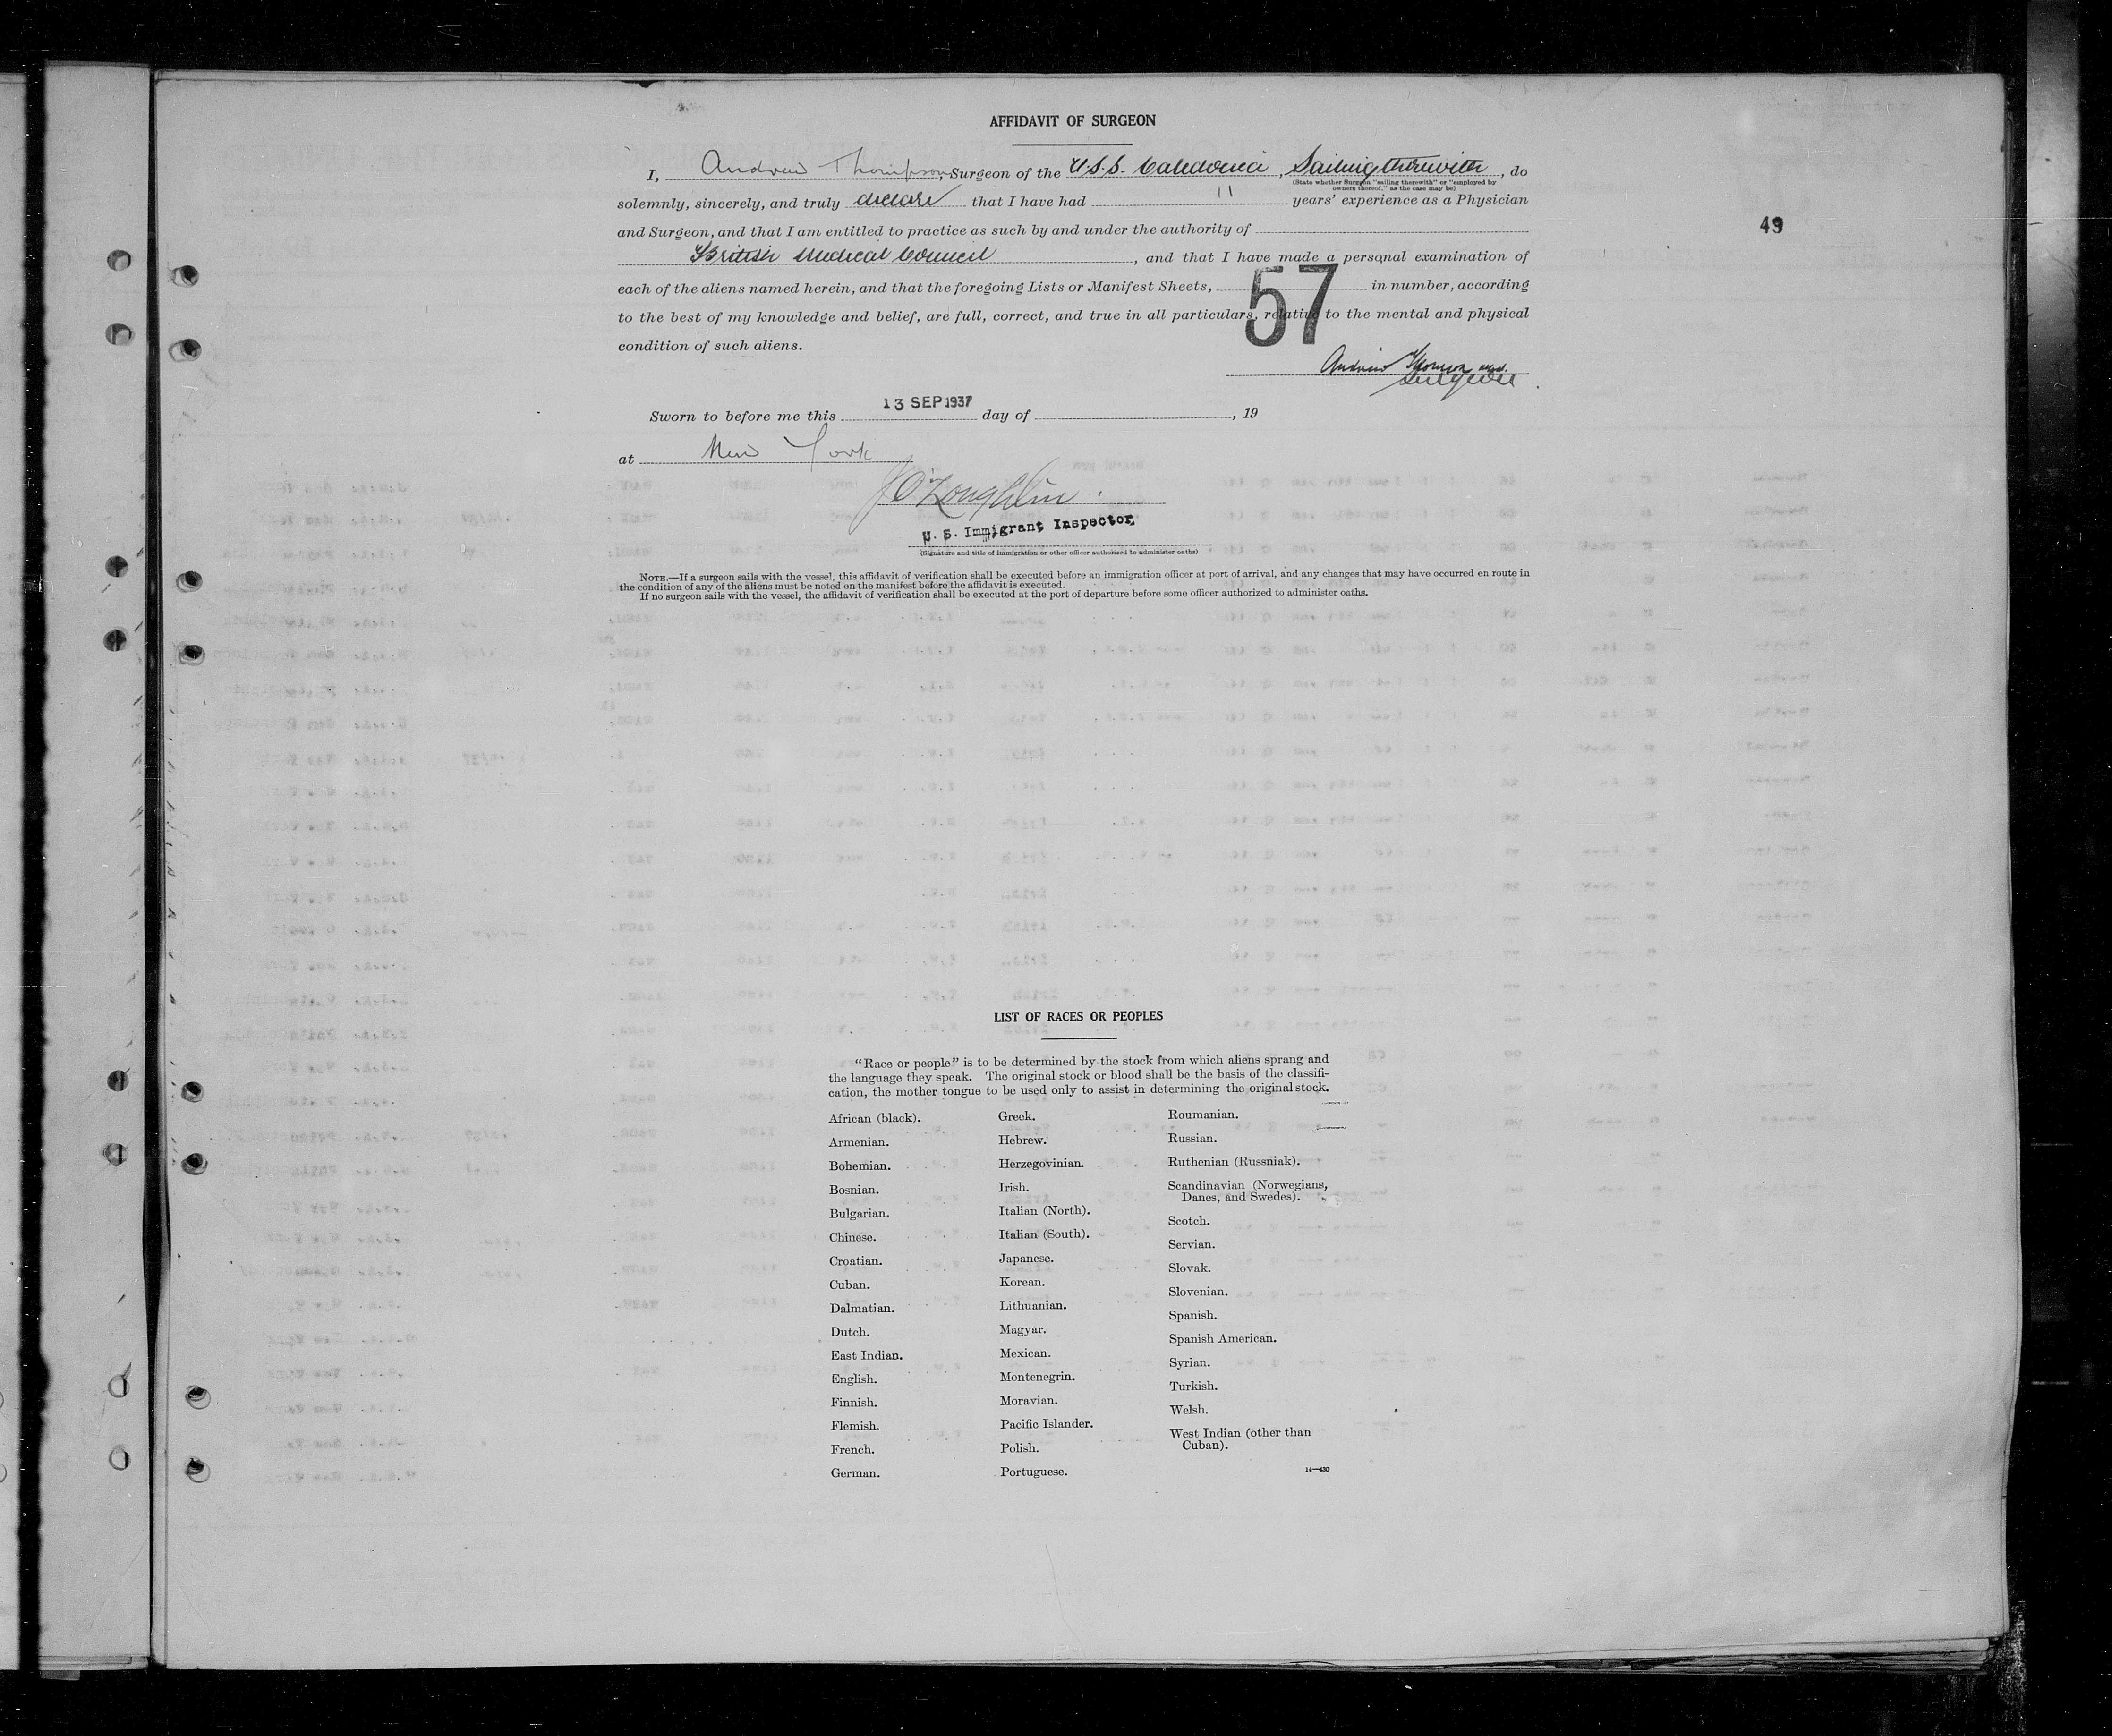 AFFIDAVIT OF SURGEON
I, Andrew Thompson, Surgeon of the T.S.S. Caledonia, Sailing therewith, do
(State whether Surgeon "sailing therewith" or "employed by
owners thereof," as the case may be)
solemnly, sincerely, and truly declare that I have had 11 years' experience as a Physician
49
and Surgeon, and that I am entitled to practice as such by and under the authority of
British Medical Council, and that I have made a personal examination of
each of the aliens named herein, and that the foregoing Lists or Manifest Sheets, 57 in number, according
to the best of my knowledge and belief, are full, correct, and true in all particulars, relative to the mental and physical
condition of such aliens.
Andrew Thomson
Surgeon.
Sworn to before me this 13 SEP 1937 day of , 19
at New York
J O'Loughlin.
U. S. Immigrant Inspector.
(Signature and title of immigration or other officer authorized to administer oaths)
NOTE.—If a surgeon sails with the vessel, this affidavit of verification shall be executed before an immigration officer at port of arrival, and any changes that may have occurred en route in
the condition of any of the aliens must be noted on the manifest before the affidavit is executed.
If no surgeon sails with the vessel, the affidavit of verification shall be executed at the port of departure before some officer authorized to administer oaths.
LIST OF RACES OR PEOPLES
"Race or people" is to be determined by the stock from which aliens sprang and
the language they speak. The original stock or blood shall be the basis of the classifi-
cation, the mother tongue to be used only to assist in determining the original stock.
African (black).
Armenian.
Bohemian.
Bosnian.
Bulgarian.
Chinese.
Croatian.
Cuban.
Dalmatian.
Dutch.
East Indian.
English.
Finnish.
Flemish.
French.
German.
Greek.
Hebrew.
Herzegovinian.
Irish.
Italian (North).
Italian (South).
Japanese.
Korean.
Lithuanian.
Magyar.
Mexican.
Montenegrin.
Moravian.
Pacific Islander.
Polish.
Portuguese.
Roumanian.
Russian.
Ruthenian (Russniak).
Scandinavian (Norwegians,
Danes, and Swedes).
Scotch.
Servian.
Slovak.
Slovenian.
Spanish.
Spanish American.
Syrian.
Turkish.
Welsh.
West Indian (other than
Cuban).
14—430